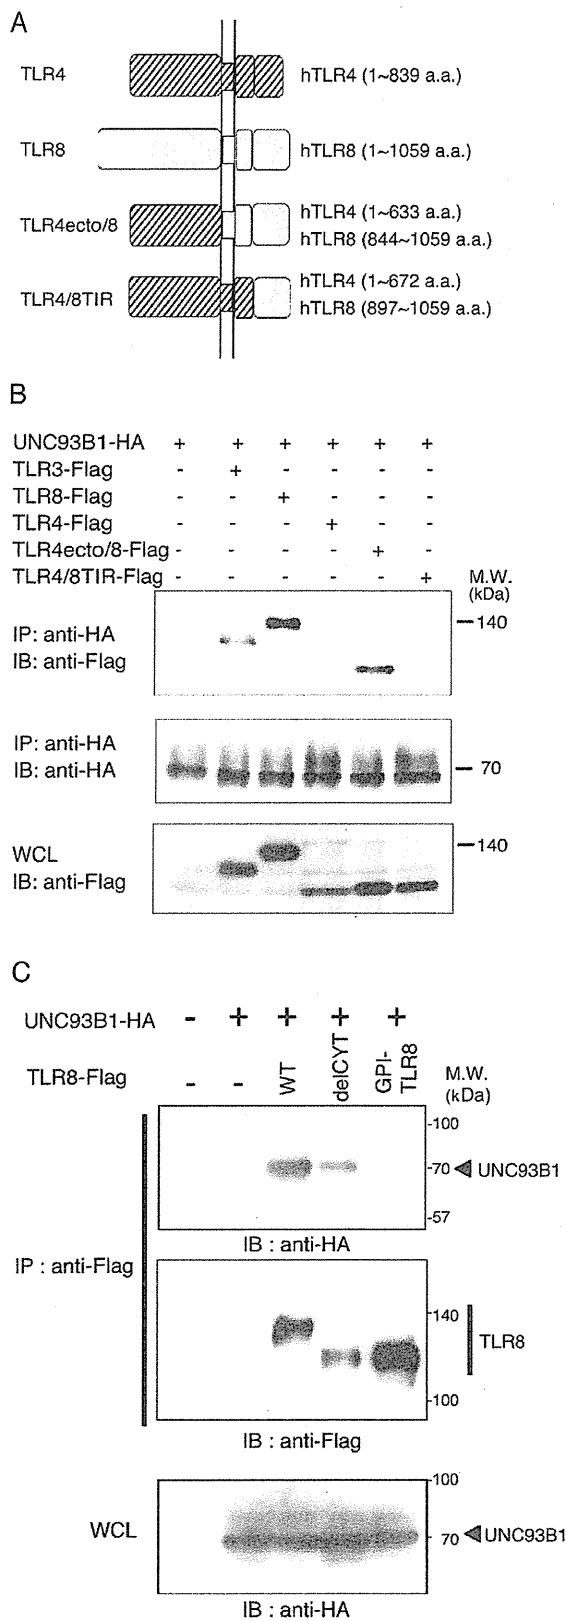 A
TLR4 hTLR4 (1~839 a.a.)
TLR8 hTLR8 (1~1059 a.a.)
TLR4ecto/8 hTLR4 (1~633 a.a.)
hTLR8 (844~1059 a.a.)
TLR4/8TIR hTLR4 (1~672 a.a.)
hTLR8 (897~1059 a.a.)
B
UNC93B1-HA + + + + + +
TLR3-Flag - + - - - -
TLR8-Flag - - + - - -
TLR4-Flag - - - + - -
TLR4ecto/8-Flag - - - - + -
TLR4/8TIR-Flag - - - - - +
M.W.
(kDa)
IP: anti-HA
IB: anti-Flag
140
IP: anti-HA
IB: anti-HA
70
WCL
IB: anti-Flag
140
C
UNC93B1-HA - + + + +
TLR8-Flag - - WT delCYT GPI-TLR8
M.W.
(kDa)
-100
-70 UNC93B1
-57
IB : anti-HA
IP : anti-Flag
-140
TLR8
-100
IB : anti-Flag
WCL
-100
70 UNC93B1
IB : anti-HA